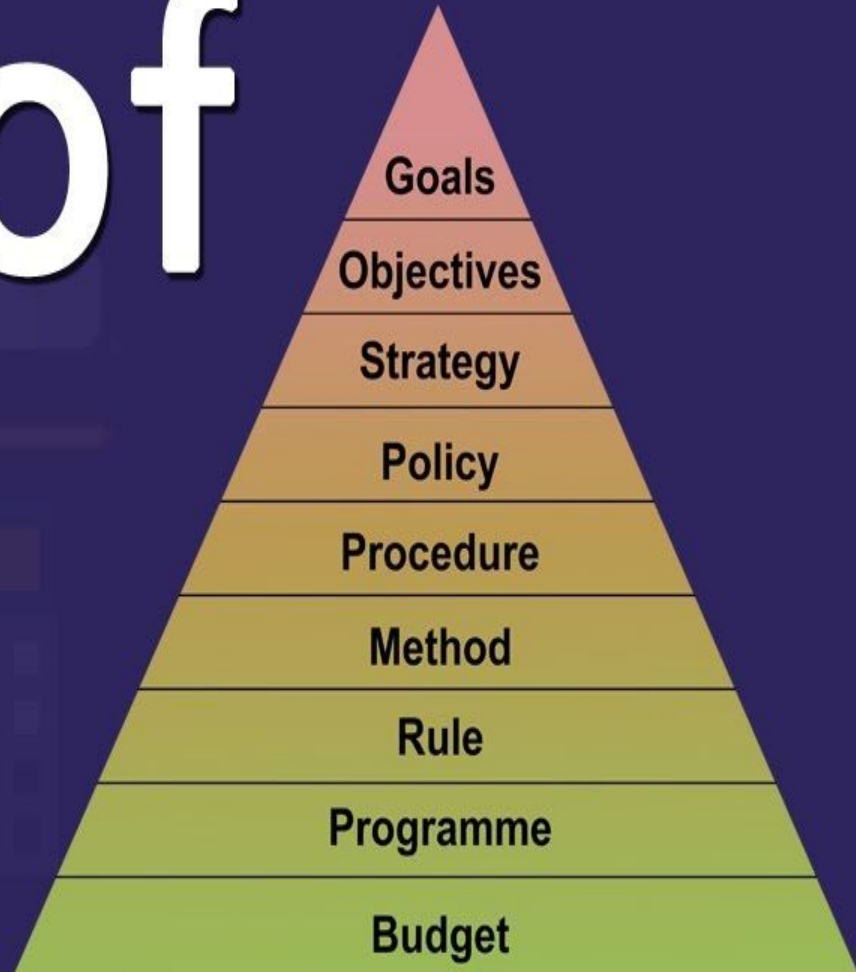 of
Goals
Objectives
Strategy
Policy
Procedure
Method
Rule
Programme
Budget